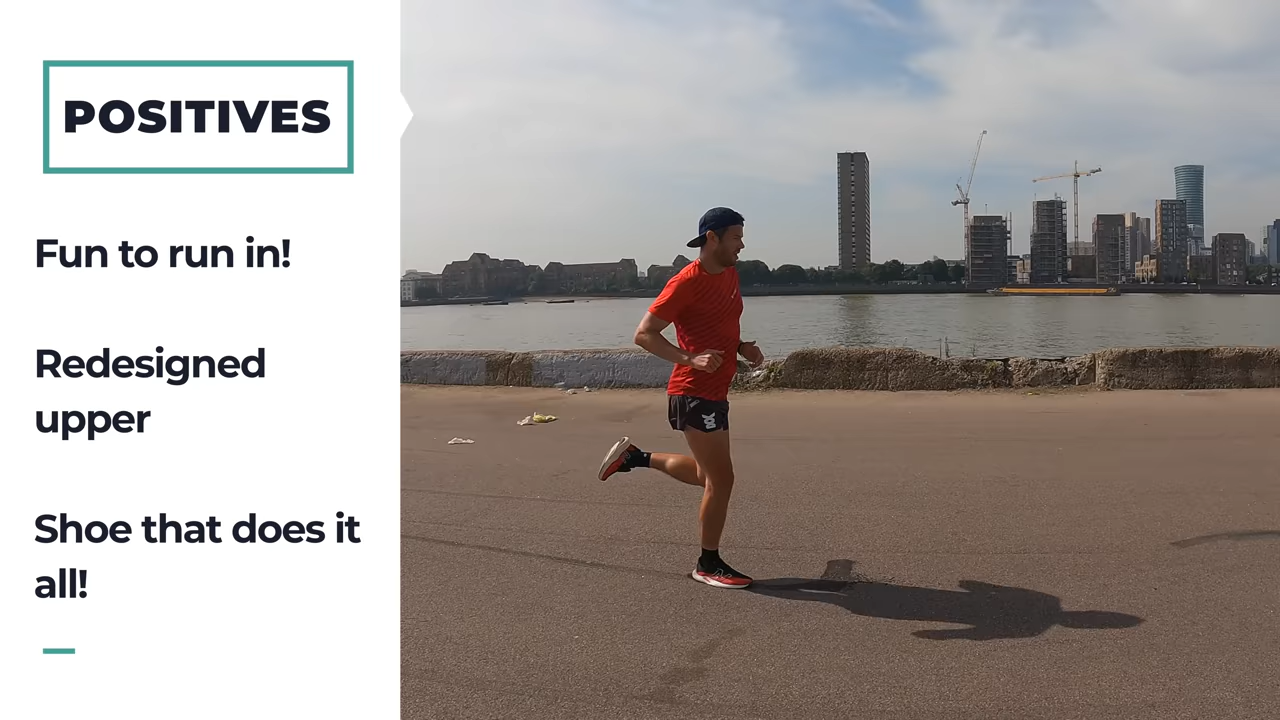 POSITIVES
Fun to run in!
Redesigned
upper
Shoe that does it
all!